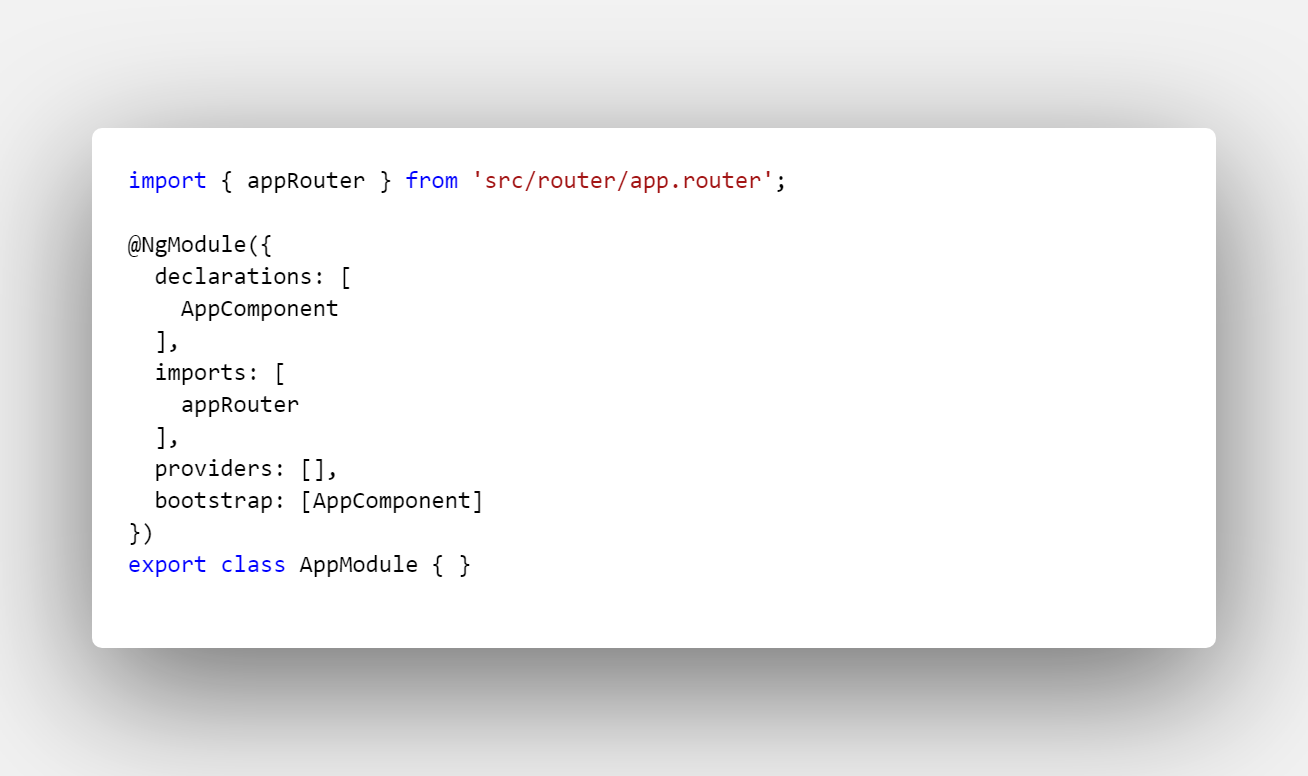 import { appRouter } from 'src/router/app.router';

@NgModule({
  declarations: [
    AppComponent
  ],
  imports: [
    appRouter
  ],
  providers: [],
  bootstrap: [AppComponent]
})
export class AppModule { }